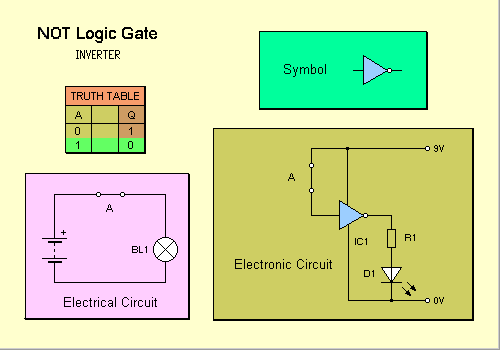 NOT Logic Gate
INVERTER
Symbol
TRUTH TABLE
A Q
0 1
1 0
A
+
BL1
Electrical Circuit
9V
A
IC1
R1
D1
Electronic Circuit
0V